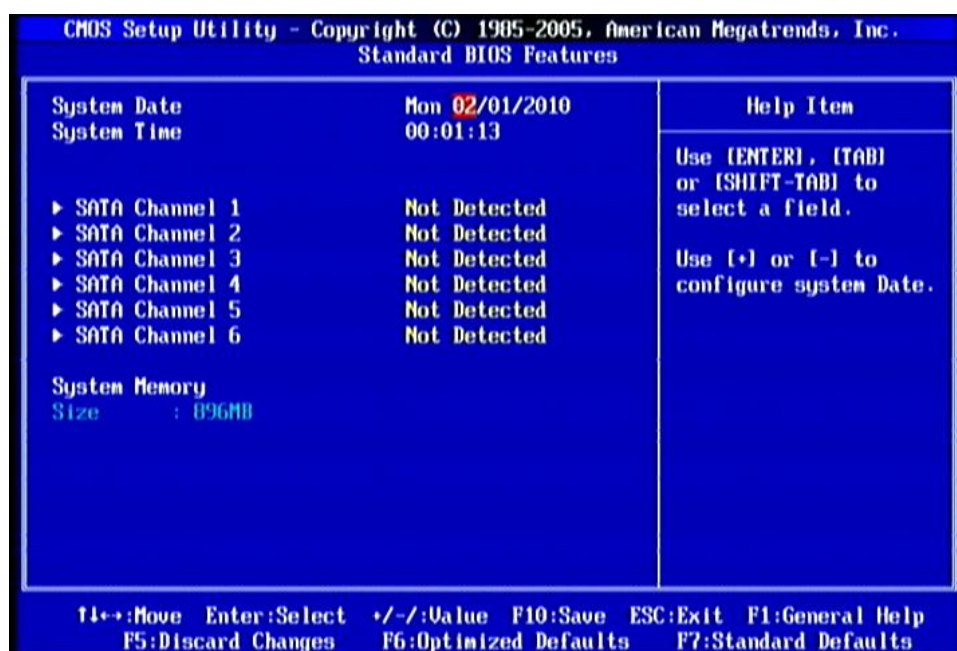 CMOS Setup Utility - Copyright (C) 1985-2005, American Megatrends, Inc.
Standard BIOS Features
System Date Mon 02/01/2010
System Time 00:01:13
▶ SATA Channel 1 Not Detected
▶ SATA Channel 2 Not Detected
▶ SATA Channel 3 Not Detected
▶ SATA Channel 4 Not Detected
▶ SATA Channel 5 Not Detected
▶ SATA Channel 6 Not Detected
System Memory
Size : 896MB
Help Item
Use [ENTER], [TAB]
or [SHIFT-TAB] to
select a field.
Use [+] or [-] to
configure system Date.
↑↓←→:Move Enter:Select +/-/:Value F10:Save ESC:Exit F1:General Help
F5:Discard Changes F6:Optimized Defaults F7:Standard Defaults